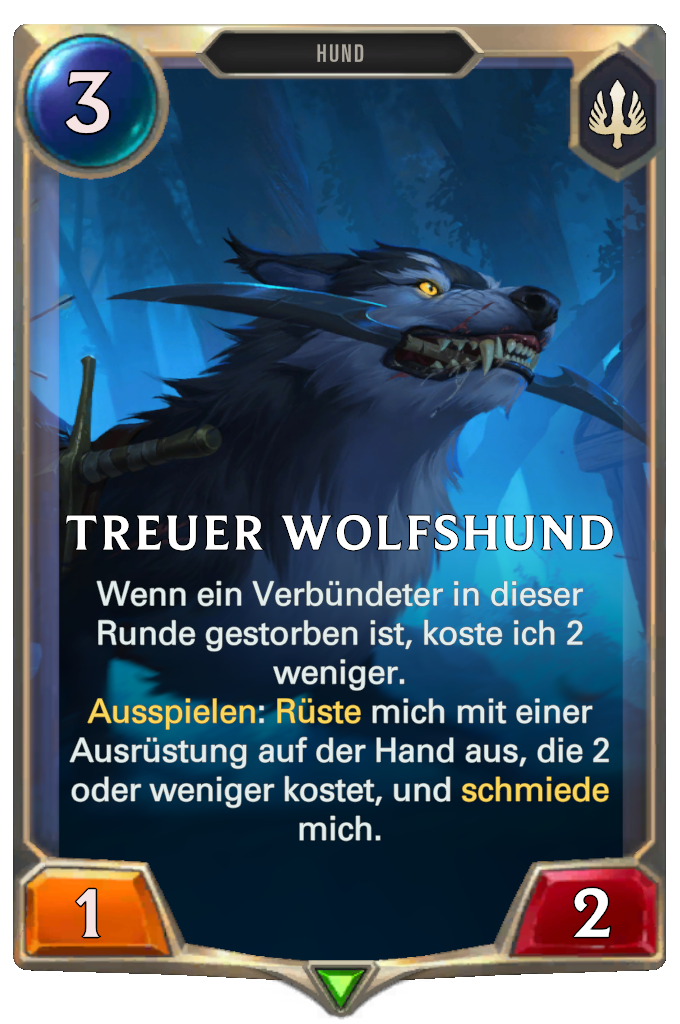 HUND
3
TREUER WOLFSHUND
Wenn ein Verbündeter in dieser
Runde gestorben ist, koste ich 2
weniger.
Ausspielen: Rüste mich mit einer
Ausrüstung auf der Hand aus, die 2
oder weniger kostet, und schmiede
mich.
1
2